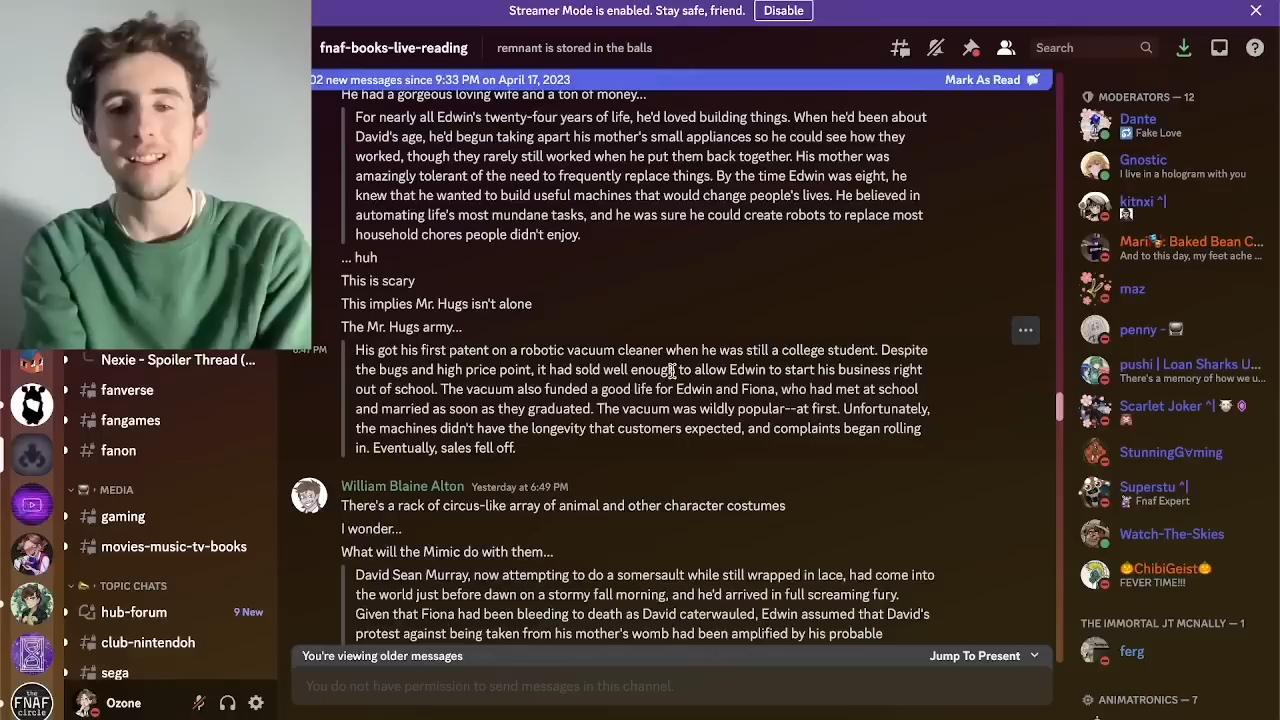 Streamer Mode is enabled. Stay safe, friend.
Disable
fnaf-books-live-reading
remnant is stored in the balls
Search
02 new messages since 9:33 PM on April 17, 2023
Mark As Read
He had a gorgeous loving wife and a ton of money...
For nearly all Edwin's twenty-four years of life, he'd loved building things. When he'd been about
David's age, he'd begun taking apart his mother's small appliances so he could see how they
worked, though they rarely still worked when he put them back together. His mother was
amazingly tolerant of the need to frequently replace things. By the time Edwin was eight, he
knew that he wanted to build useful machines that would change people's lives. He believed in
automating life's most mundane tasks, and he was sure he could create robots to replace most
household chores people didn't enjoy.
... huh
This is scary
This implies Mr. Hugs isn't alone
The Mr. Hugs army...
6:47 PM
His got his first patent on a robotic vacuum cleaner when he was still a college student. Despite
the bugs and high price point, it had sold well enough to allow Edwin to start his business right
out of school. The vacuum also funded a good life for Edwin and Fiona, who had met at school
and married as soon as they graduated. The vacuum was wildly popular--at first. Unfortunately,
the machines didn't have the longevity that customers expected, and complaints began rolling
in. Eventually, sales fell off.
William Blaine Alton Yesterday at 6:49 PM
There's a rack of circus-like array of animal and other character costumes
I wonder...
What will the Mimic do with them...
David Sean Murray, now attempting to do a somersault while still wrapped in lace, had come into
the world just before dawn on a stormy fall morning, and he'd arrived in full screaming fury.
Given that Fiona had been bleeding to death as David caterwauled, Edwin assumed that David's
protest against being taken from his mother's womb had been amplified by his probable
You're viewing older messages
Jump To Present
You do not have permission to send messages in this channel.
Nexie - Spoiler Thread (...
fanverse
fangames
fanon
MEDIA
gaming
movies-music-tv-books
TOPIC CHATS
hub-forum
9 New
club-nintendoh
sega
Ozone
the
FNAF
circle
MODERATORS — 12
Dante
Fake Love
Gnostic
I live in a hologram with you
kitnxi ^|
Mari : Baked Bean C...
And to this day, my feet ache ...
maz
penny -
pushi | Loan Sharks U...
There's a memory of how we u...
Scarlet Joker ^|
StunningG∀ming
Superstu ^|
Fnaf Expert
Watch-The-Skies
ChibiGeist
FEVER TIME!!!
THE IMMORTAL JT MCNALLY — 1
ferg
ANIMATRONICS — 7